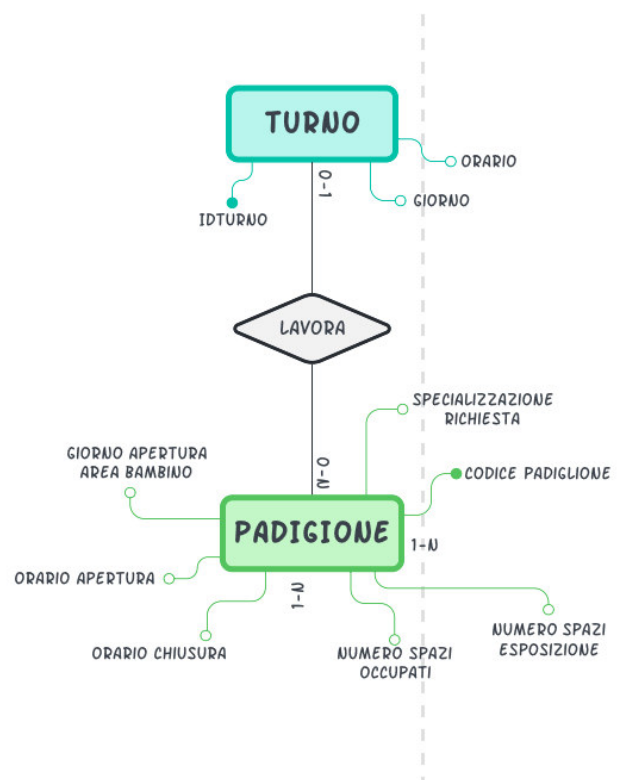 TURNO
ORARIO
0-1
GIORNO
IDTURNO
LAVORA
SPECIALIZZAZIONE
RICHIESTA
GIORNO APERTURA
AREA BAMBINO
0-N
CODICE PADIGLIONE
PADIGIONE
1-N
ORARIO APERTURA
1-N
NUMERO SPAZI
ESPOSIZIONE
ORARIO CHIUSURA
NUMERO SPAZI
OCCUPATI